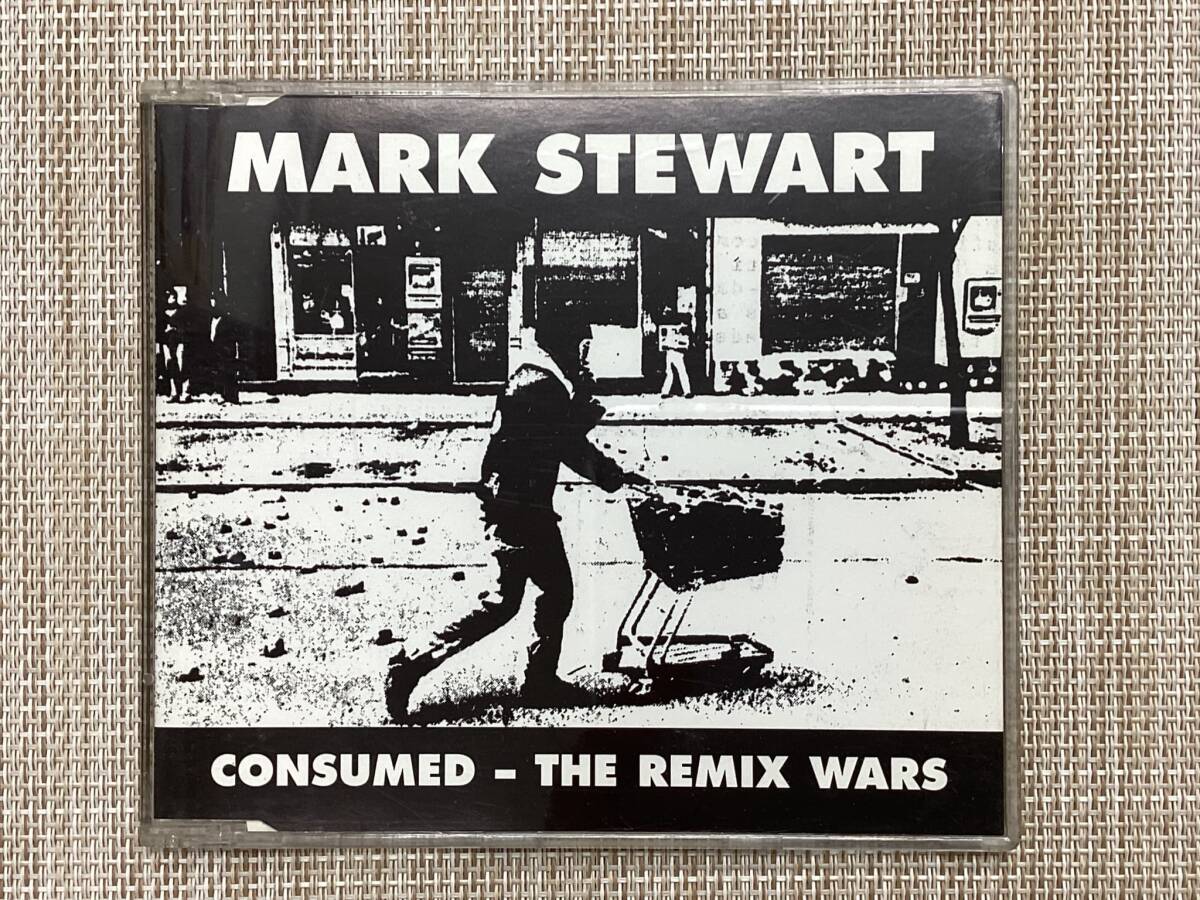 MARK STEWART
CONSUMED – THE REMIX WARS